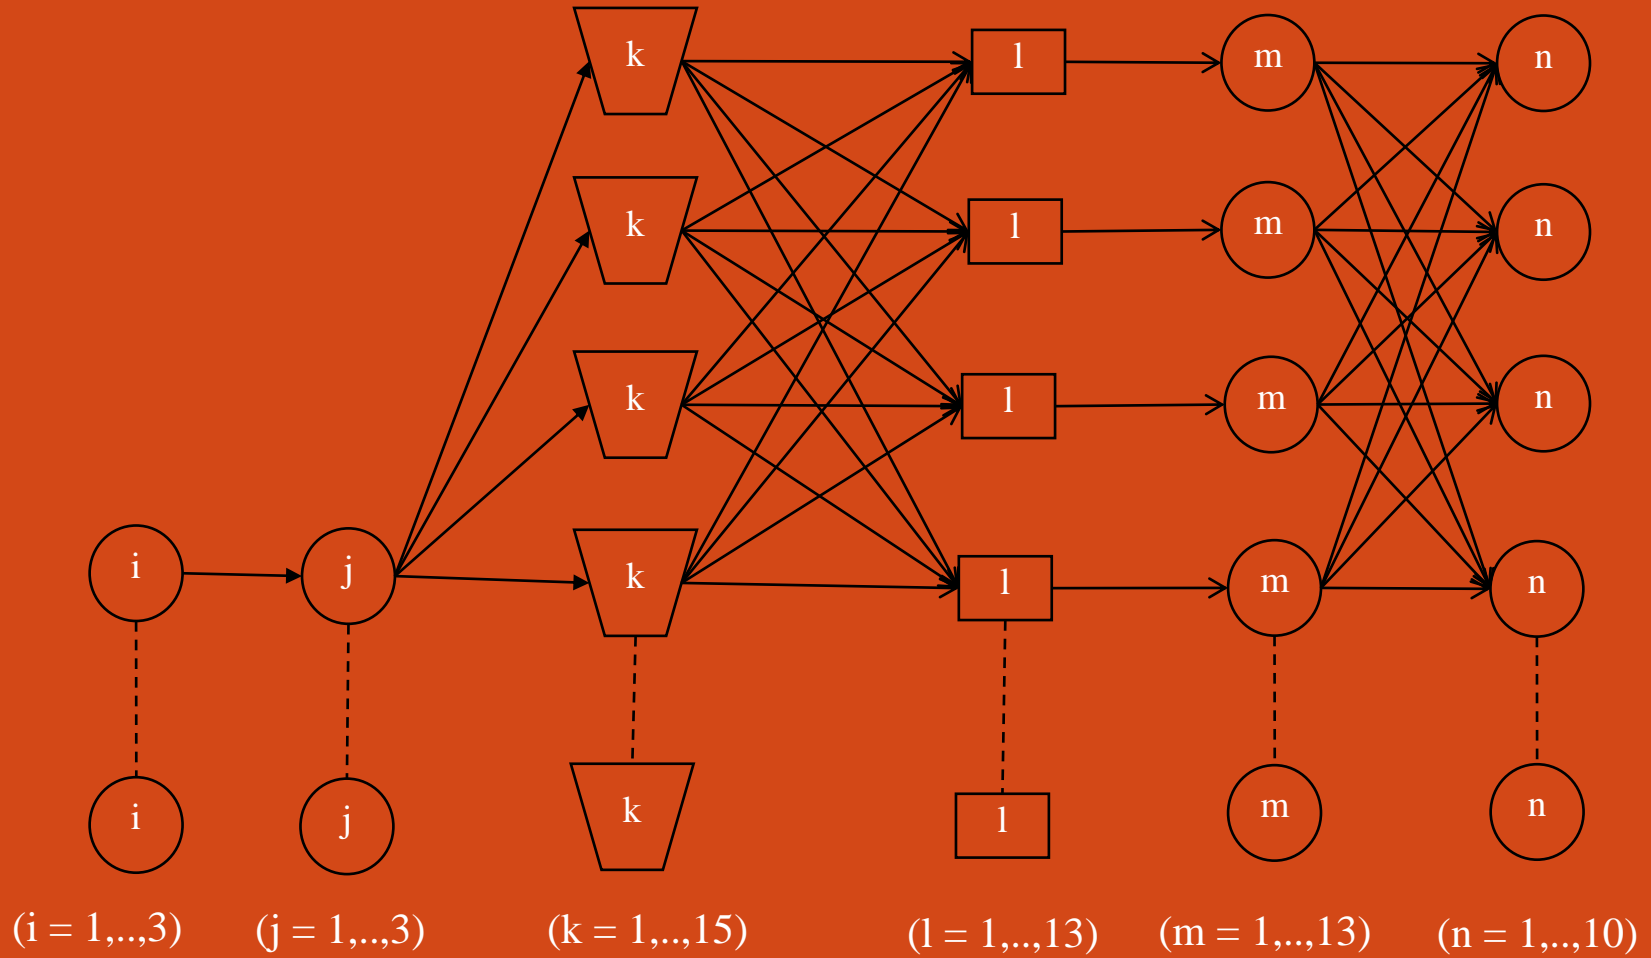 k l m n
k l m n
k l m n
i j k l m n
i j k l m n
(i = 1,..,3) (j = 1,..,3) (k = 1,..,15) (l = 1,..,13) (m = 1,..,13) (n = 1,..,10)